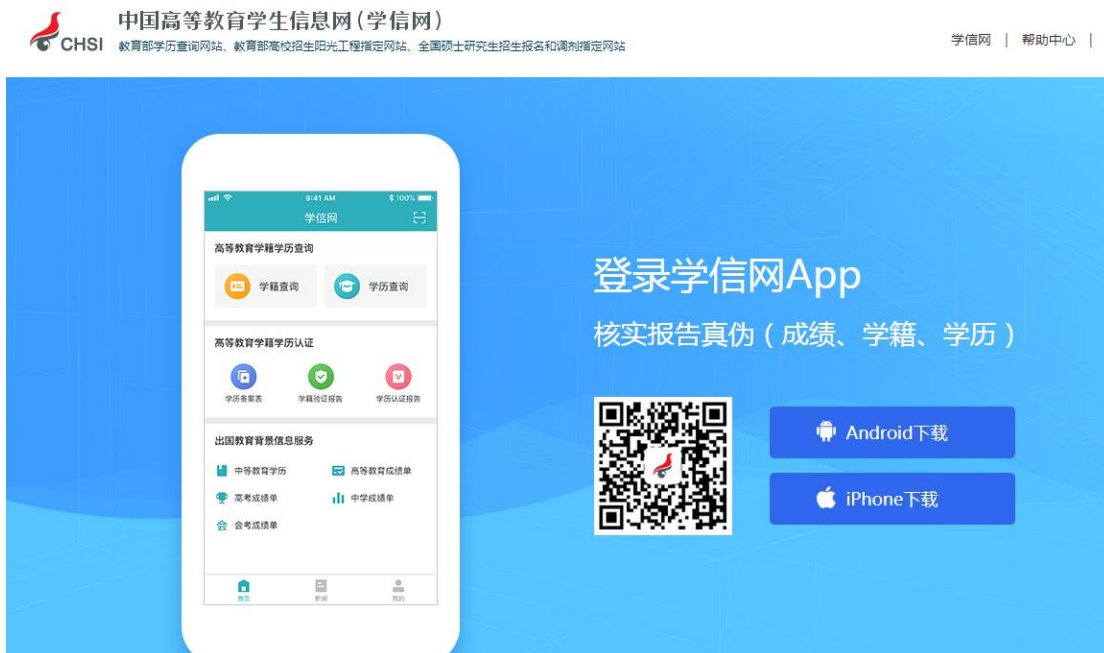 中国高等教育学生信息网(学信网)
CHSI
教育部学历查询网站、教育部高校招生阳光工程指定网站、全国硕士研究生招生报名和调剂指定网站
学信网 | 帮助中心 |
9:41 AM
100%
学信网
高等教育学籍学历查询
学籍查询
学历查询
高等教育学籍学历认证
学历备案表
学籍验证报告
学历认证报告
出国教育背景信息服务
中等教育学历
高等教育成绩单
高考成绩单
中学成绩单
会考成绩单
首页
新闻
我的
登录学信网App
核实报告真伪(成绩、学籍、学历)
Android下载
iPhone下载